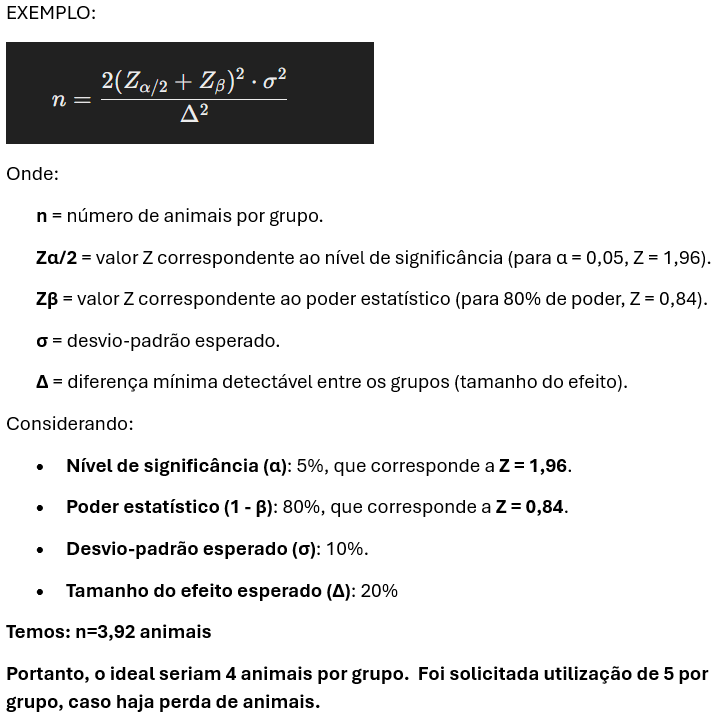 EXEMPLO:
n = 2(Zα/2 + Zβ)² · σ² / Δ²
Onde:
n = número de animais por grupo.
Zα/2 = valor Z correspondente ao nível de significância (para α = 0,05, Z = 1,96).
Zβ = valor Z correspondente ao poder estatístico (para 80% de poder, Z = 0,84).
σ = desvio-padrão esperado.
Δ = diferença mínima detectável entre os grupos (tamanho do efeito).
Considerando:
• Nível de significância (α): 5%, que corresponde a Z = 1,96.
• Poder estatístico (1 - β): 80%, que corresponde a Z = 0,84.
• Desvio-padrão esperado (σ): 10%.
• Tamanho do efeito esperado (Δ): 20%
Temos: n=3,92 animais
Portanto, o ideal seriam 4 animais por grupo. Foi solicitada utilização de 5 por
grupo, caso haja perda de animais.